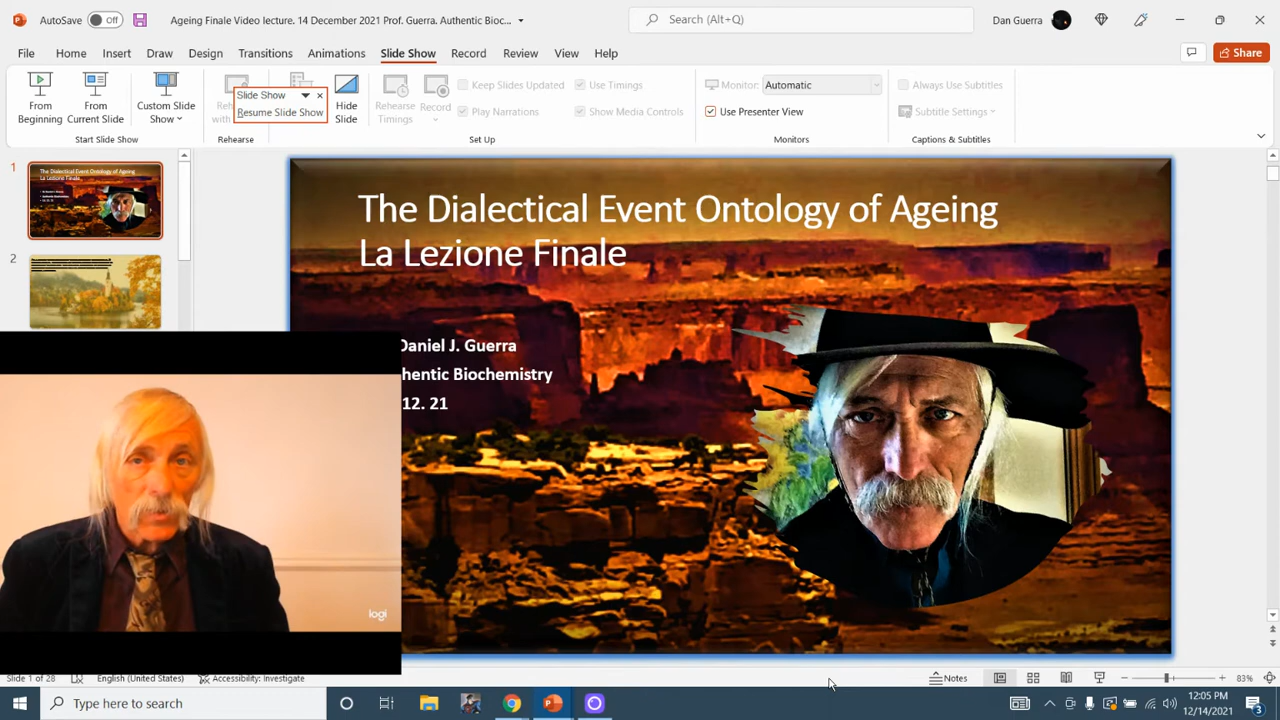 AutoSave Off Ageing Finale Video lecture. 14 December 2021 Prof. Guerra. Authentic Bioc... Search (Alt+Q) Dan Guerra
File Home Insert Draw Design Transitions Animations Slide Show Record Review View Help Share
From Beginning
From Current Slide
Custom Slide Show
Slide Show
Resume Slide Show
Hide Slide
Rehearse Timings
Record
Keep Slides Updated
Use Timings
Play Narrations
Show Media Controls
Monitor: Automatic
Use Presenter View
Always Use Subtitles
Subtitle Settings
Start Slide Show Rehearse Set Up Monitors Captions & Subtitles
1
2
The Dialectical Event Ontology of Ageing
La Lezione Finale
Daniel J. Guerra
hentic Biochemistry
12. 21
logi
Slide 1 of 28 English (United States) Accessibility: Investigate Notes 83%
Type here to search
12:05 PM
12/14/2021
3